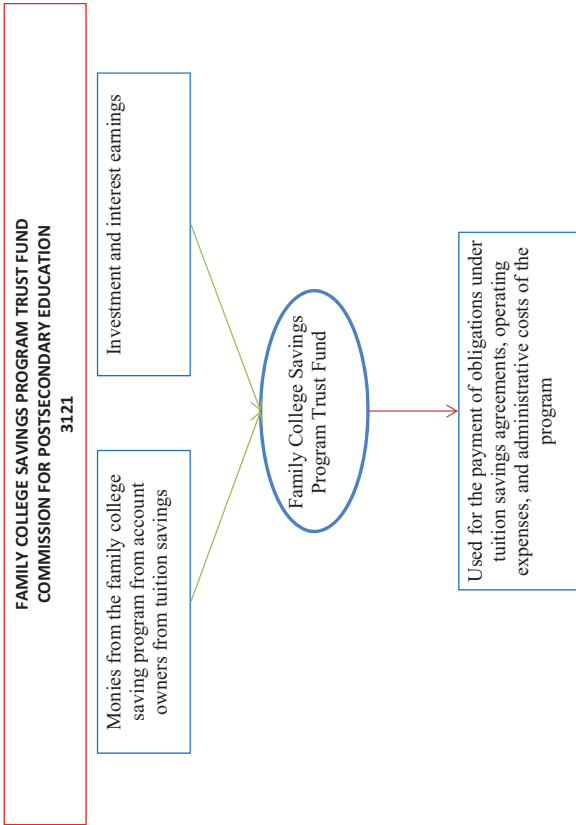 FAMILY COLLEGE SAVINGS PROGRAM TRUST FUND
COMMISSION FOR POSTSECONDARY EDUCATION
3121
Monies from the family college
saving program from account
owners from tuition savings
Investment and interest earnings
Family College Savings
Program Trust Fund
Used for the payment of obligations under
tuition savings agreements, operating
expenses, and administrative costs of the
program